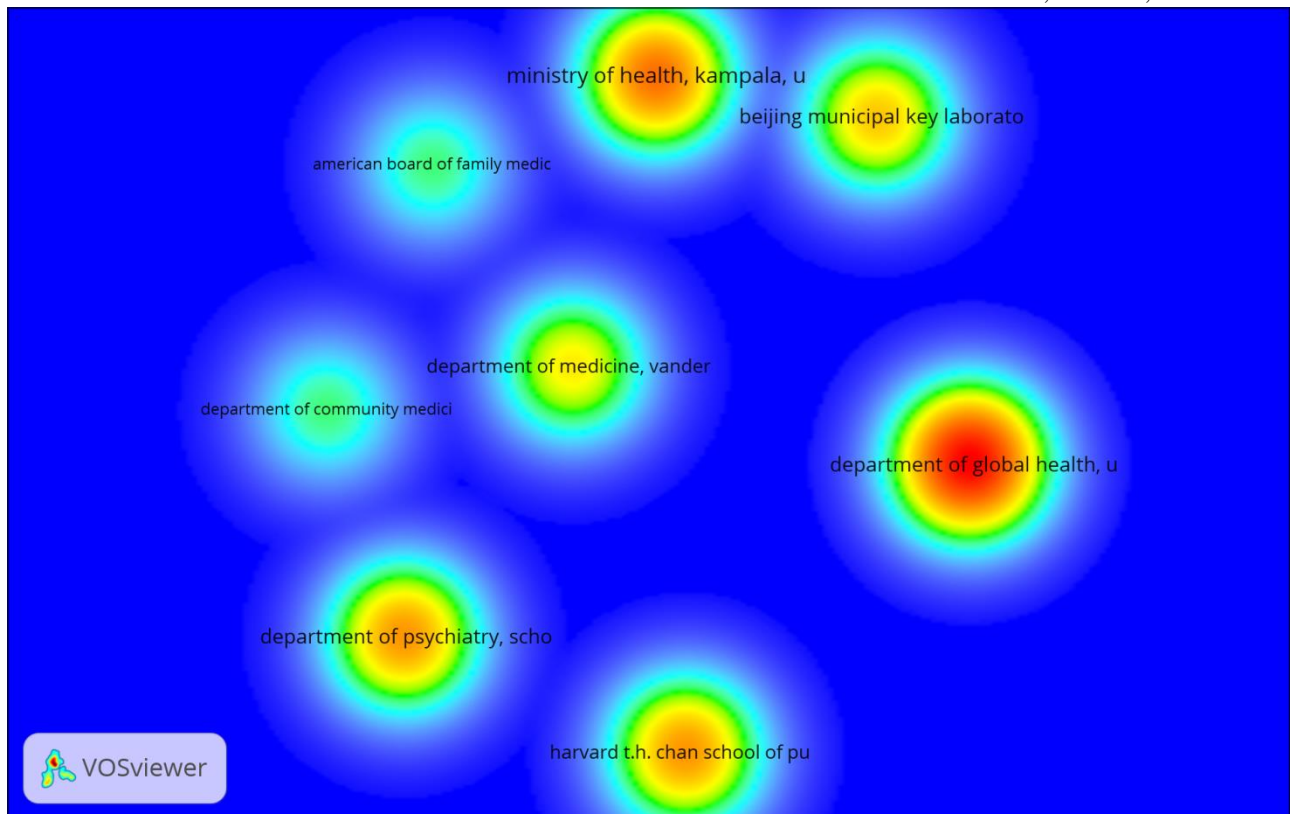 ministry of health, kampala, u
beijing municipal key laborato
american board of family medic
department of medicine, vander
department of community medici
department of global health, u
department of psychiatry, scho
harvard t.h. chan school of pu
VOSviewer